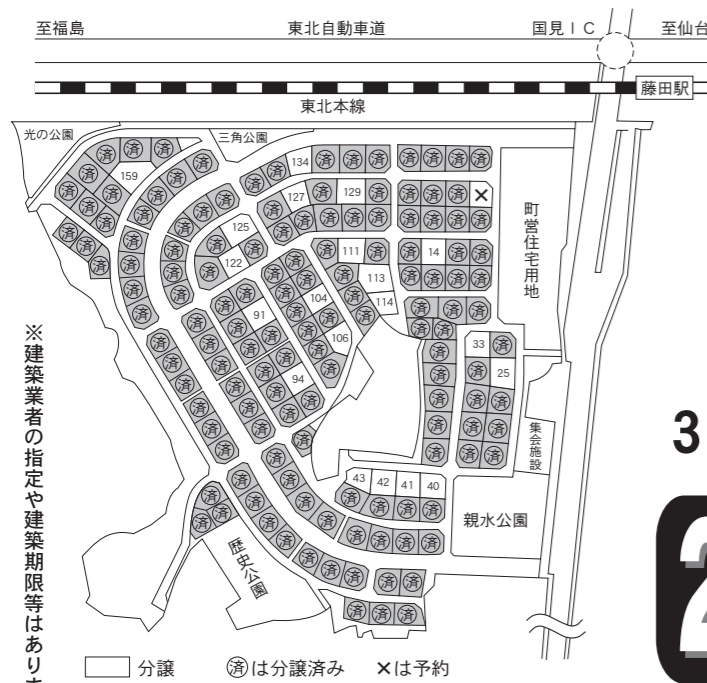 至福島 東北自動車道 国見IC 至仙台
藤田駅
東北本線
光の公園
三角公園
町営住宅用地
集会施設
親水公園
歴史公園
159
134
127
129
125
122
111
14
113
114
104
91
106
94
33
25
43 42 41 40
済
×
※建築業者の指定や建築期限等はありま
3
2
分譲 済は分譲済み ×は予約